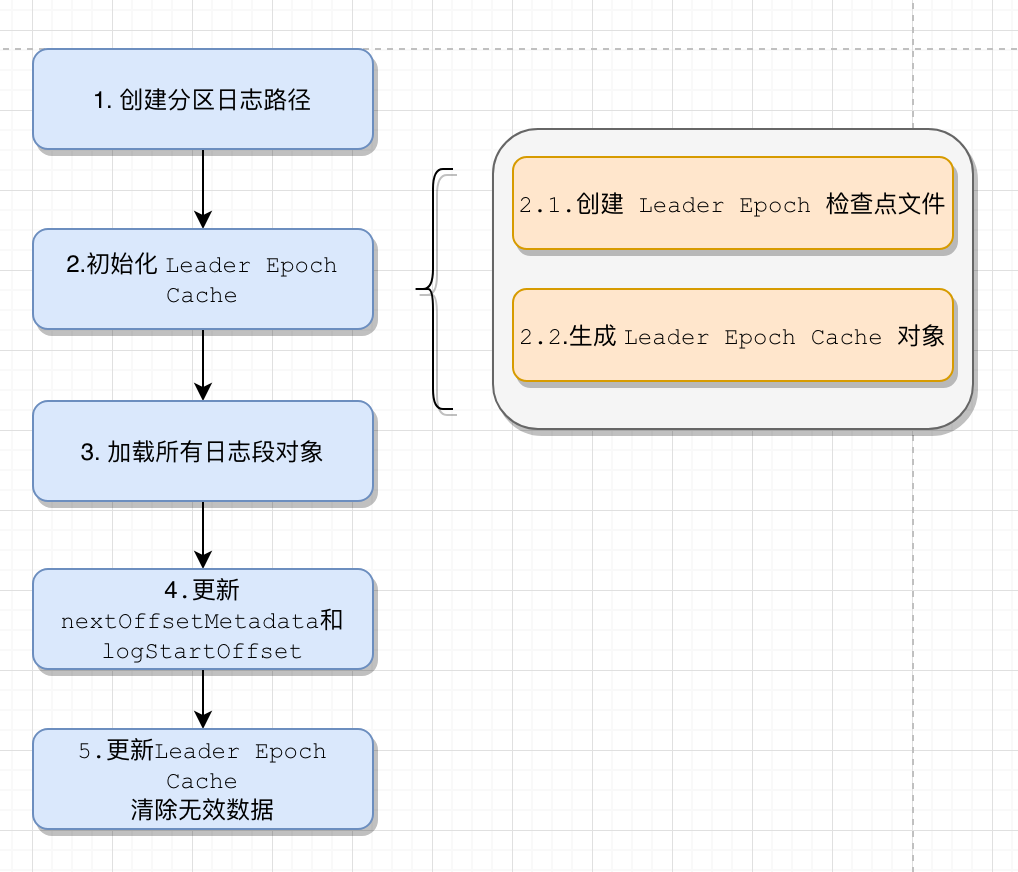 1. 创建分区日志路径
2.初始化 Leader Epoch
Cache
2.1.创建 Leader Epoch 检查点文件
2.2.生成 Leader Epoch Cache 对象
3. 加载所有日志段对象
4.更新
nextOffsetMetadata和
logStartOffset
5.更新Leader Epoch
Cache
清除无效数据